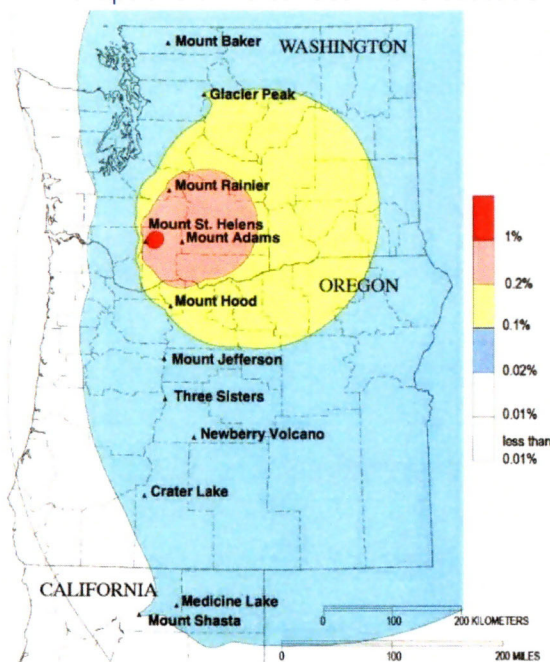 Mount Baker
WASHINGTON
Glacier Peak
Mount Rainier
Mount St. Helens
Mount Adams
OREGON
Mount Hood
Mount Jefferson
Three Sisters
Newberry Volcano
Crater Lake
CALIFORNIA
Medicine Lake
Mount Shasta
1%
0.2%
0.1%
0.02%
0.01%
less than
0.01%
0 100 200 KILOMETERS
0 100 200 MILES